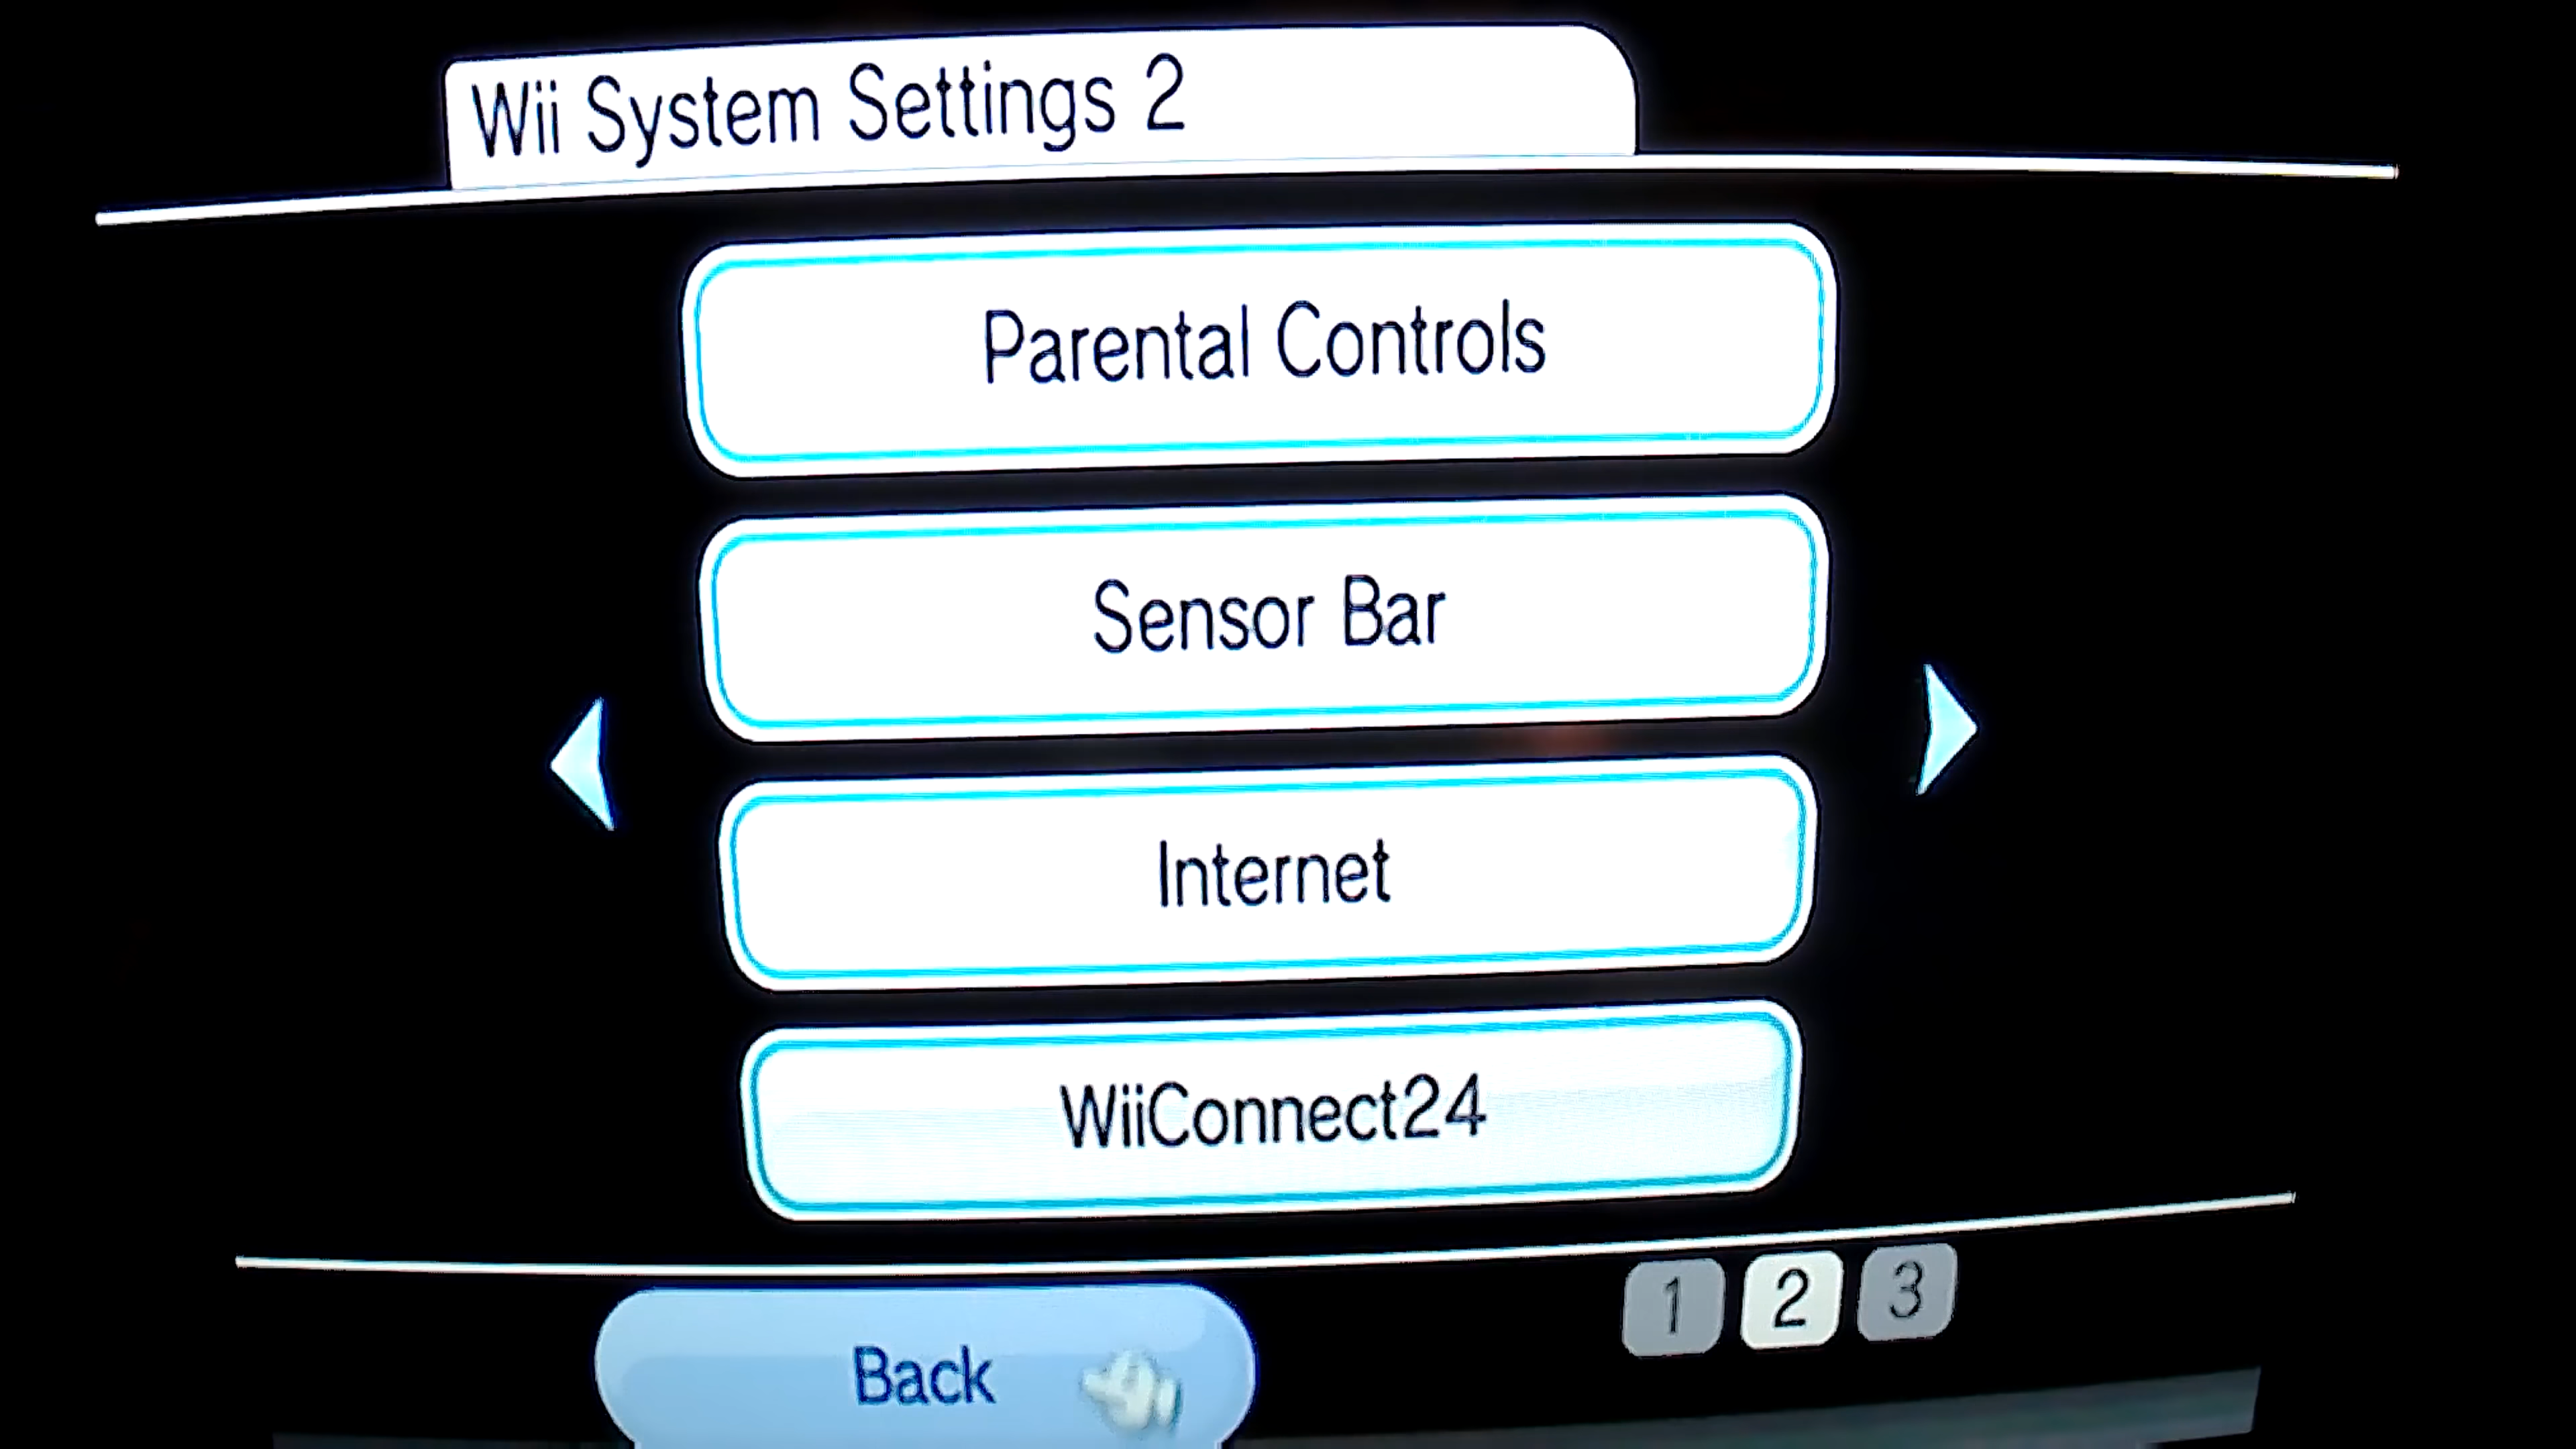 Wii System Settings 2
Parental Controls
Sensor Bar
Internet
WiiConnect24
Back
1 2 3